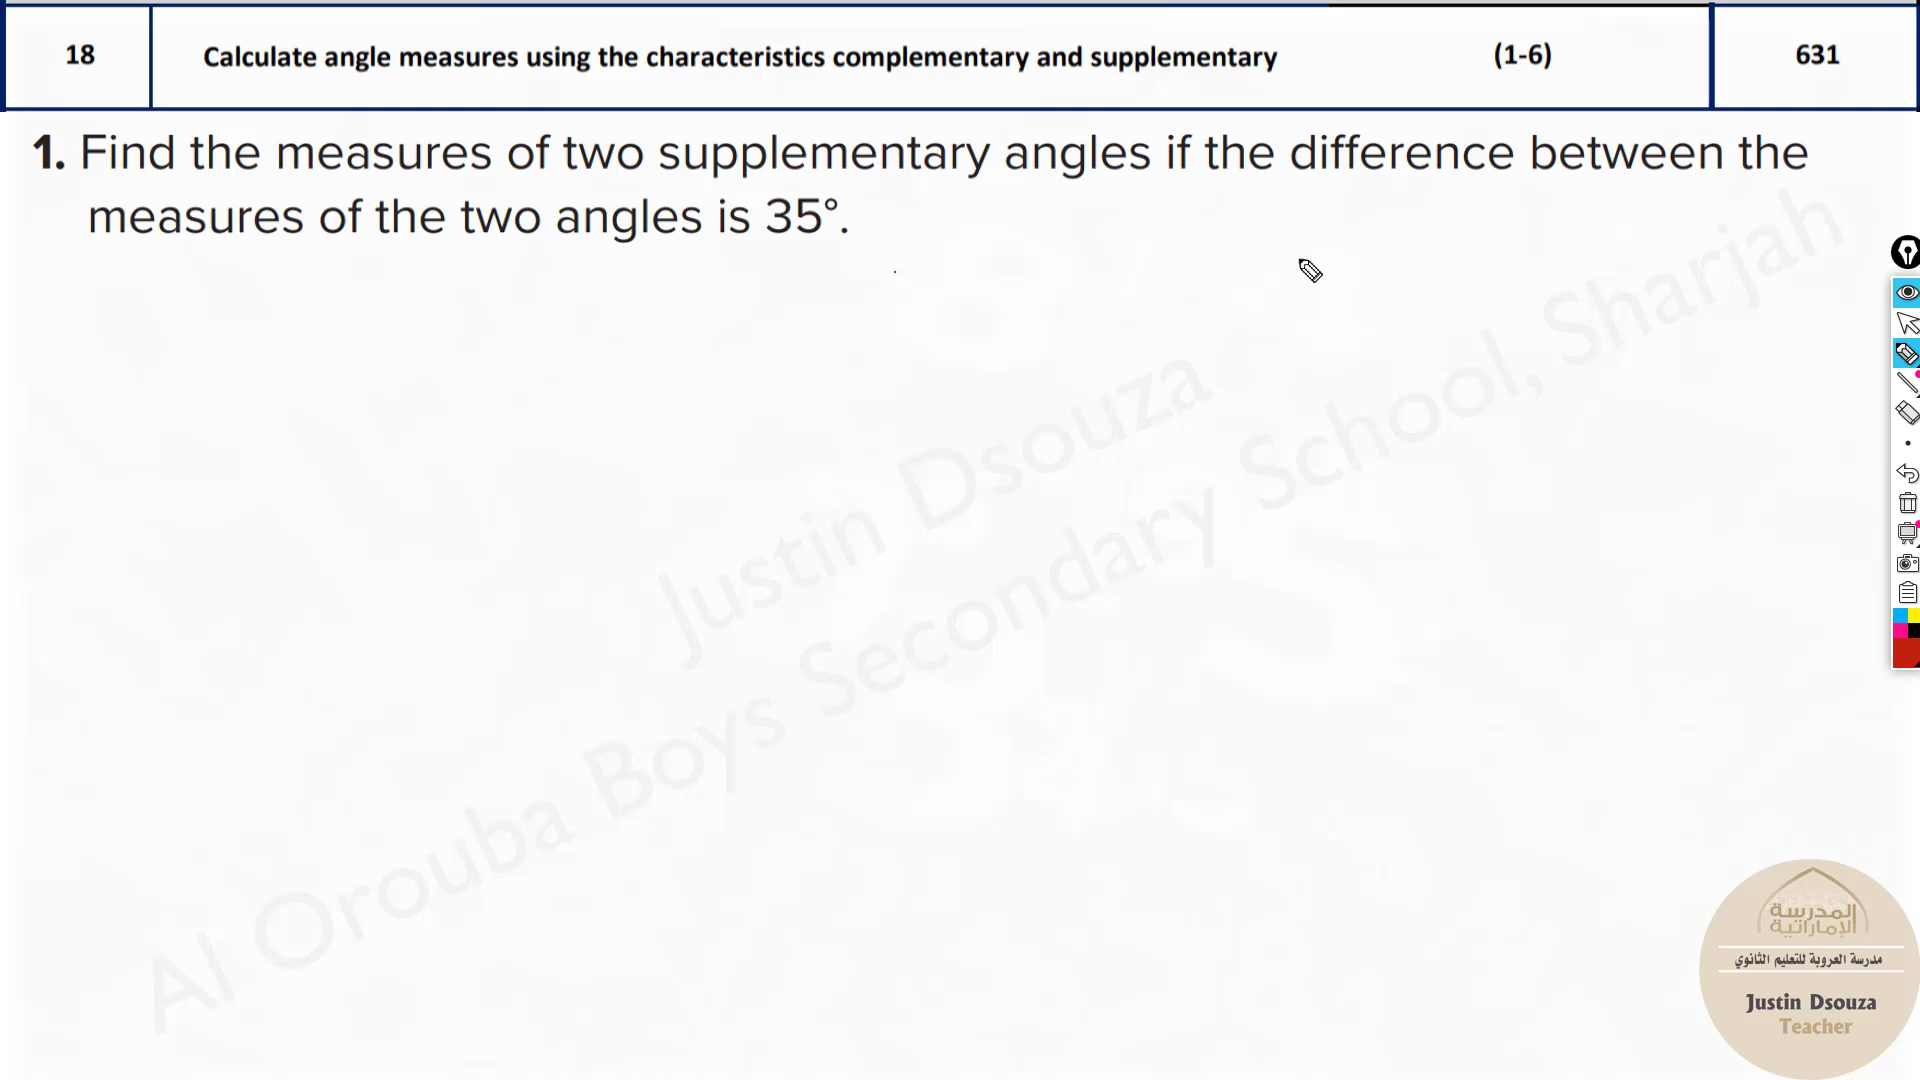 18
Calculate angle measures using the characteristics complementary and supplementary
(1-6)
631
1. Find the measures of two supplementary angles if the difference between the
measures of the two angles is 35°.
Justin Dsouza
Al Orouba Boys Secondary School, Sharjah
المدرسة
الإماراتية
مدرسة العروبة للتعليم الثانوي
Justin Dsouza
Teacher